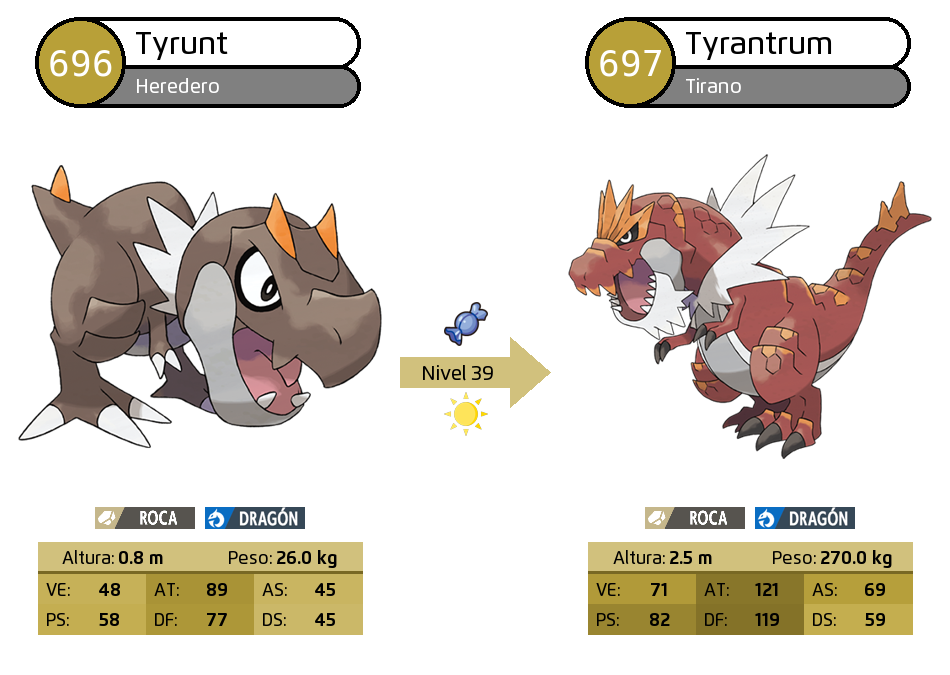 696
Tyrunt
Heredero
697
Tyrantrum
Tirano
Nivel 39
ROCA DRAGÓN
Altura: 0.8 m Peso: 26.0 kg
VE: 48 AT: 89 AS: 45
PS: 58 DF: 77 DS: 45
ROCA DRAGÓN
Altura: 2.5 m Peso: 270.0 kg
VE: 71 AT: 121 AS: 69
PS: 82 DF: 119 DS: 59